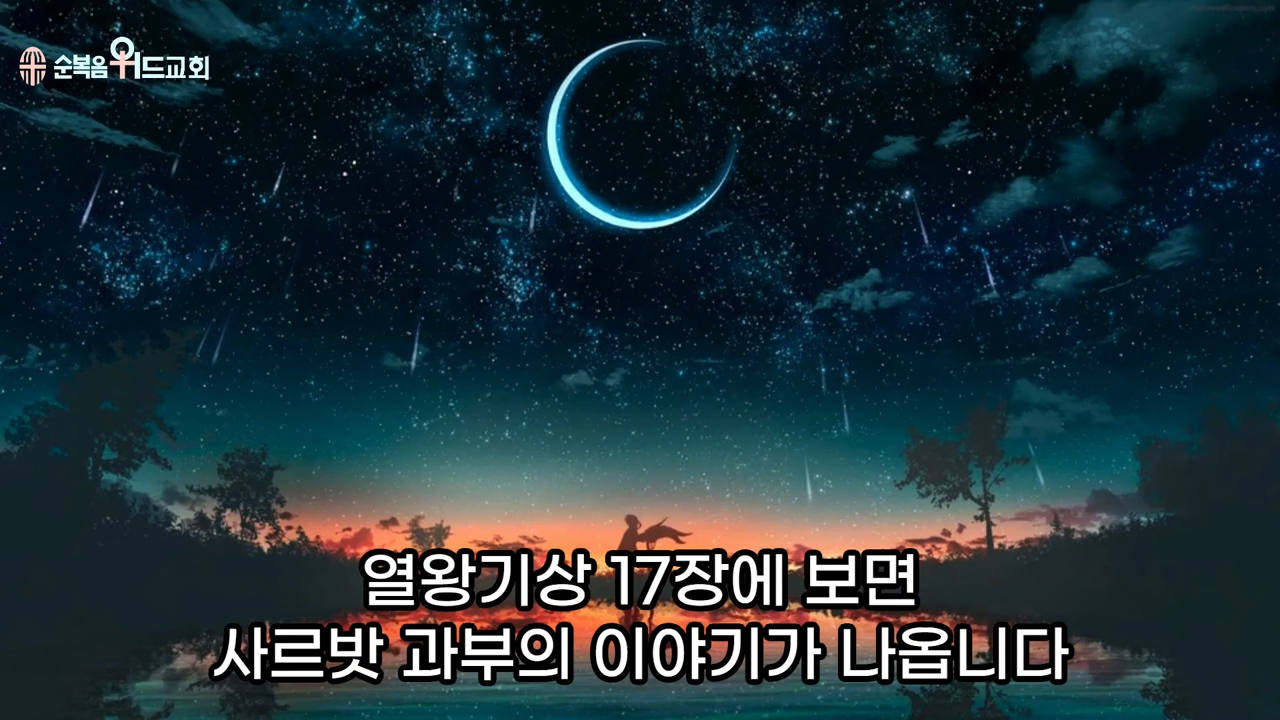 순복음워드교회
열왕기상 17장에 보면
사르밧 과부의 이야기가 나옵니다